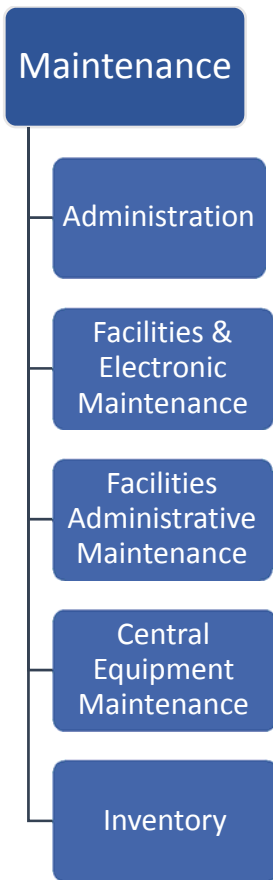 Maintenance
Administration
Facilities &
Electronic
Maintenance
Facilities
Administrative
Maintenance
Central
Equipment
Maintenance
Inventory